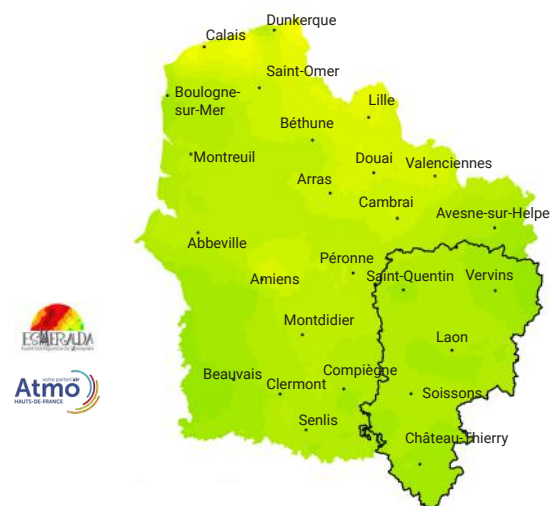 Dunkerque
Calais
Saint-Omer
Boulogne-
sur-Mer
Lille
Béthune
Montreuil
Douai
Valenciennes
Arras
Cambrai
Avesne-sur-Helpe
Abbeville
Péronne
Amiens
Saint-Quentin
Vervins
Montdidier
Laon
Beauvais
Compiègne
Clermont
Soissons
Senlis
Château-Thierry
ESMERALDA
votre partenair
Atmo
HAUTS-DE-FRANCE